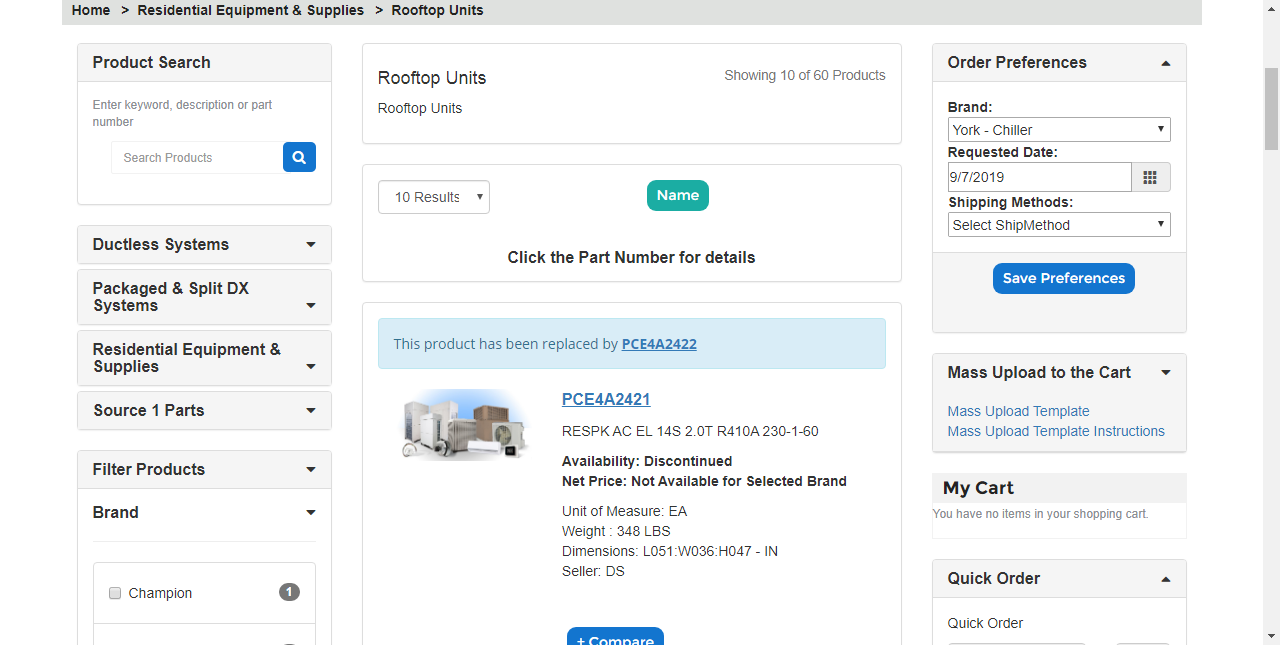 Home > Residential Equipment & Supplies > Rooftop Units
Product Search
Enter keyword, description or part
number
Search Products
Ductless Systems
Packaged & Split DX
Systems
Residential Equipment &
Supplies
Source 1 Parts
Filter Products
Brand
Champion 1
Rooftop Units
Showing 10 of 60 Products
Rooftop Units
10 Results
Name
Click the Part Number for details
This product has been replaced by PCE4A2422
PCE4A2421
RESPK AC EL 14S 2.0T R410A 230-1-60
Availability: Discontinued
Net Price: Not Available for Selected Brand
Unit of Measure: EA
Weight : 348 LBS
Dimensions: L051:W036:H047 - IN
Seller: DS
+ Compare
Order Preferences
Brand:
York - Chiller
Requested Date:
9/7/2019
Shipping Methods:
Select ShipMethod
Save Preferences
Mass Upload to the Cart
Mass Upload Template
Mass Upload Template Instructions
My Cart
You have no items in your shopping cart.
Quick Order
Quick Order